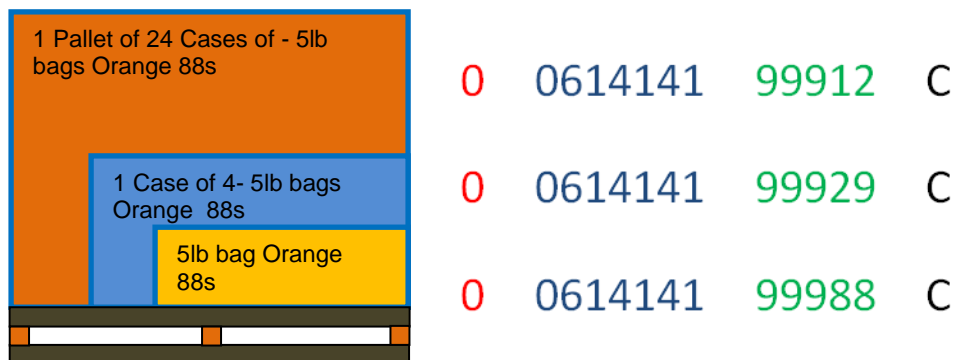 1 Pallet of 24 Cases of - 5lb
bags Orange 88s
0 0614141 99912 C
1 Case of 4- 5lb bags
Orange 88s
0 0614141 99929 C
5lb bag Orange
88s
0 0614141 99988 C